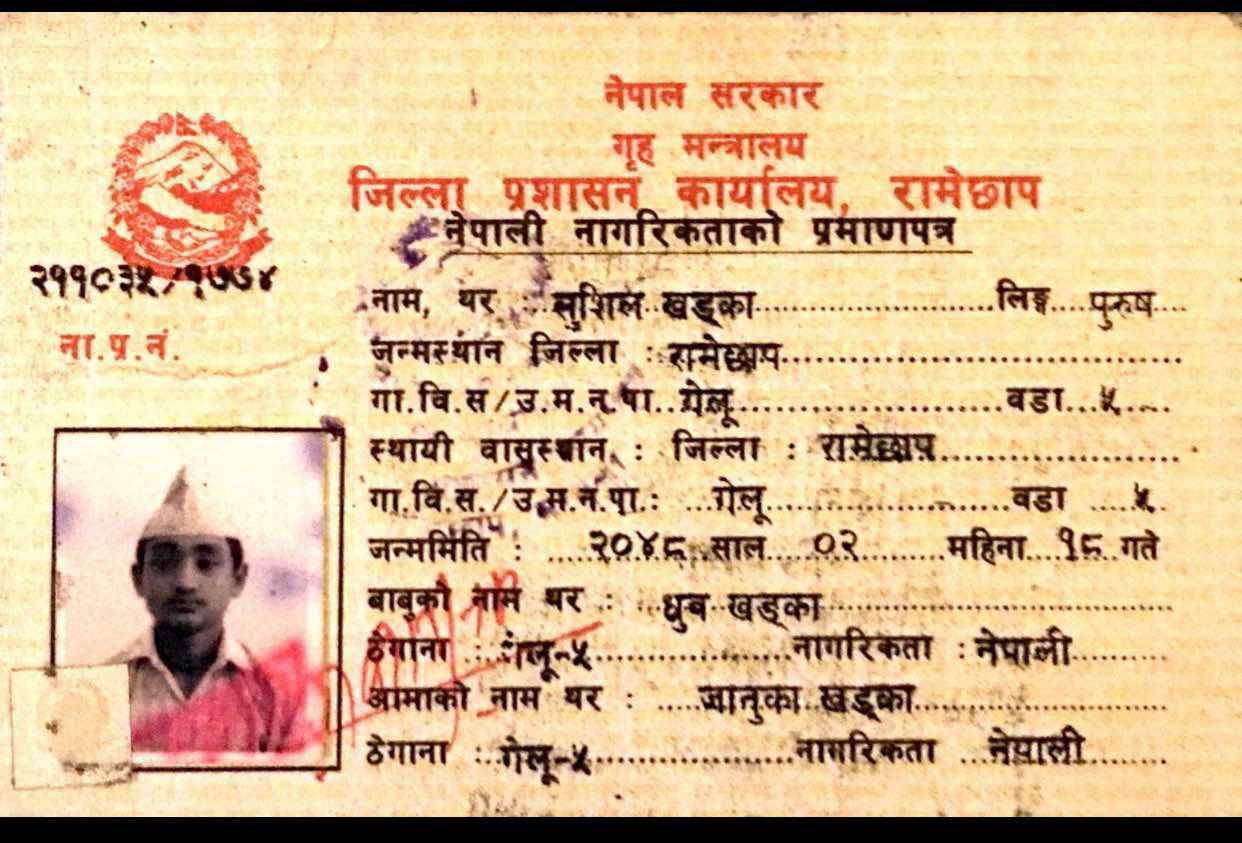 नेपाल सरकार
गृह मन्त्रालय
जिल्ला प्रशासन कार्यालय, रामेछाप
नेपाली नागरिकताको प्रमाणपत्र
२११०३५/१७७४
ना.प्र.नं.
नाम, थर : सुशिल खड्का लिङ्ग पुरुष
जन्मस्थान जिल्ला : रामेछाप
गा.वि.स/उ.म.न.पा. गेलू वडा ५
स्थायी वासस्थान : जिल्ला : रामेछाप
गा.वि.स./उ.म.न.पा.: गेलू वडा ५
जन्ममिति : २०४८ साल ०२ महिना १८ गते
बाबुको नाम थर : ध्रुब खड्का
ठेगाना : गेलू-५ नागरिकता : नेपाली
आमाको नाम थर : खड्का
ठेगाना : गेलू-५ नागरिकता नेपाली